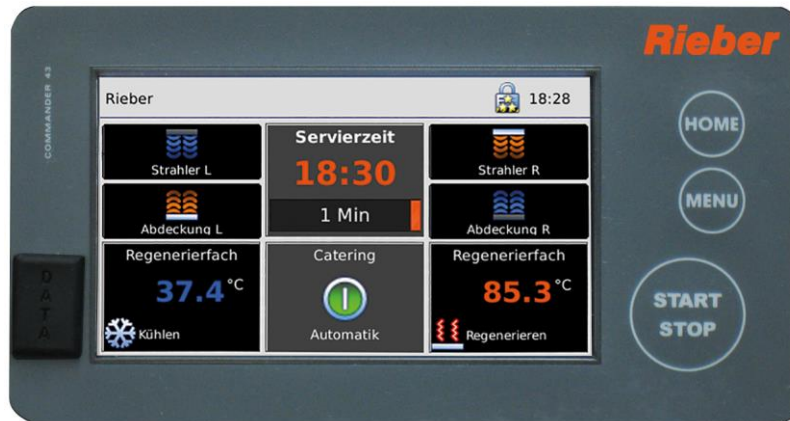 Rieber
COMMANDER 43
Rieber
18:28
Strahler L
Servierzeit
18:30
1 Min
Strahler R
Abdeckung L
Abdeckung R
Regenerierfach
37.4 °C
Kühlen
Catering
Automatik
Regenerierfach
85.3 °C
Regenerieren
HOME
MENU
START
STOP
DATA